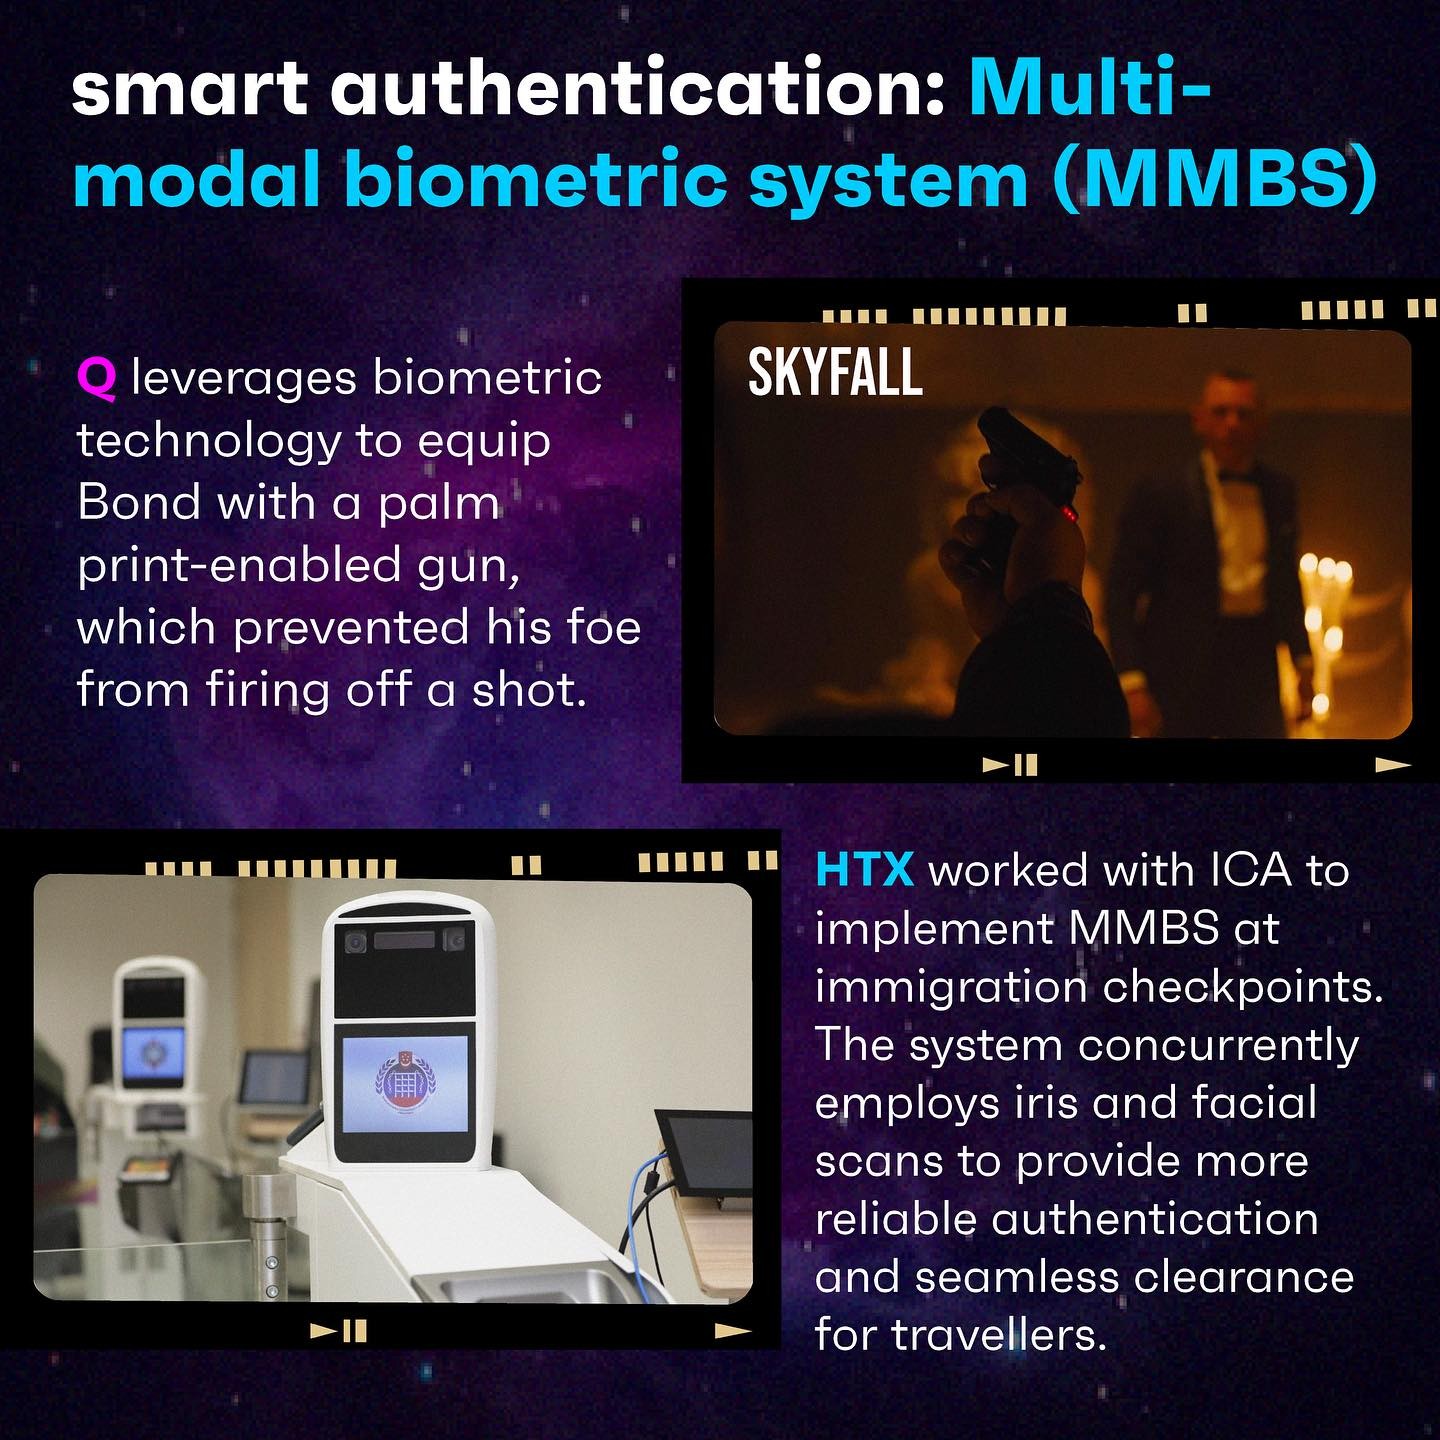 smart authentication: Multi-
modal biometric system (MMBS)
SKYFALL
Q leverages biometric
technology to equip
Bond with a palm
print-enabled gun,
which prevented his foe
from firing off a shot.
HTX worked with ICA to
implement MMBS at
immigration checkpoints.
The system concurrently
employs iris and facial
scans to provide more
reliable authentication
and seamless clearance
for travellers.